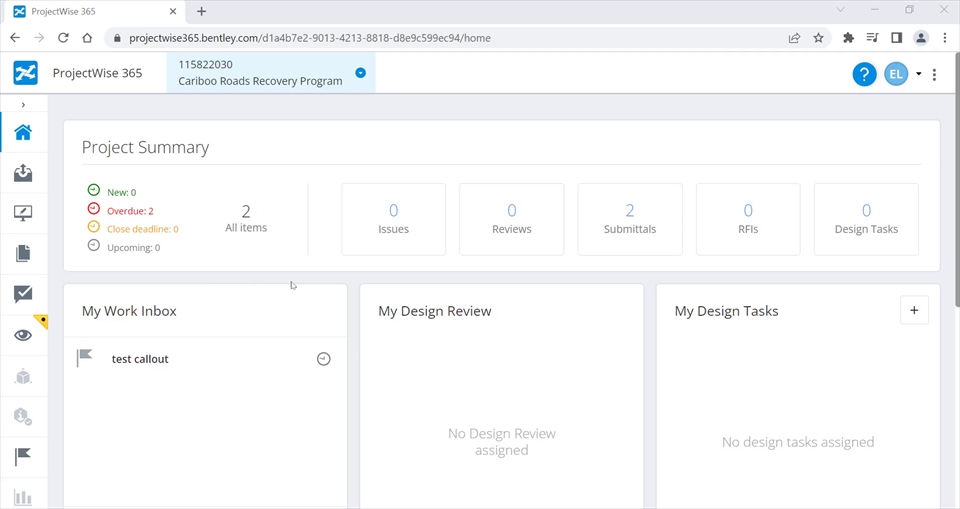 ProjectWise 365
projectwise365.bentley.com/d1a4b7e2-9013-4213-8818-d8e9c599ec94/home
ProjectWise 365
115822030
Cariboo Roads Recovery Program
?
EL
Project Summary
New: 0
Overdue: 2
Close deadline: 0
Upcoming: 0
2
All items
0
Issues
0
Reviews
2
Submittals
0
RFIs
0
Design Tasks
My Work Inbox
My Design Review
My Design Tasks
+
test callout
No Design Review
assigned
No design tasks assigned